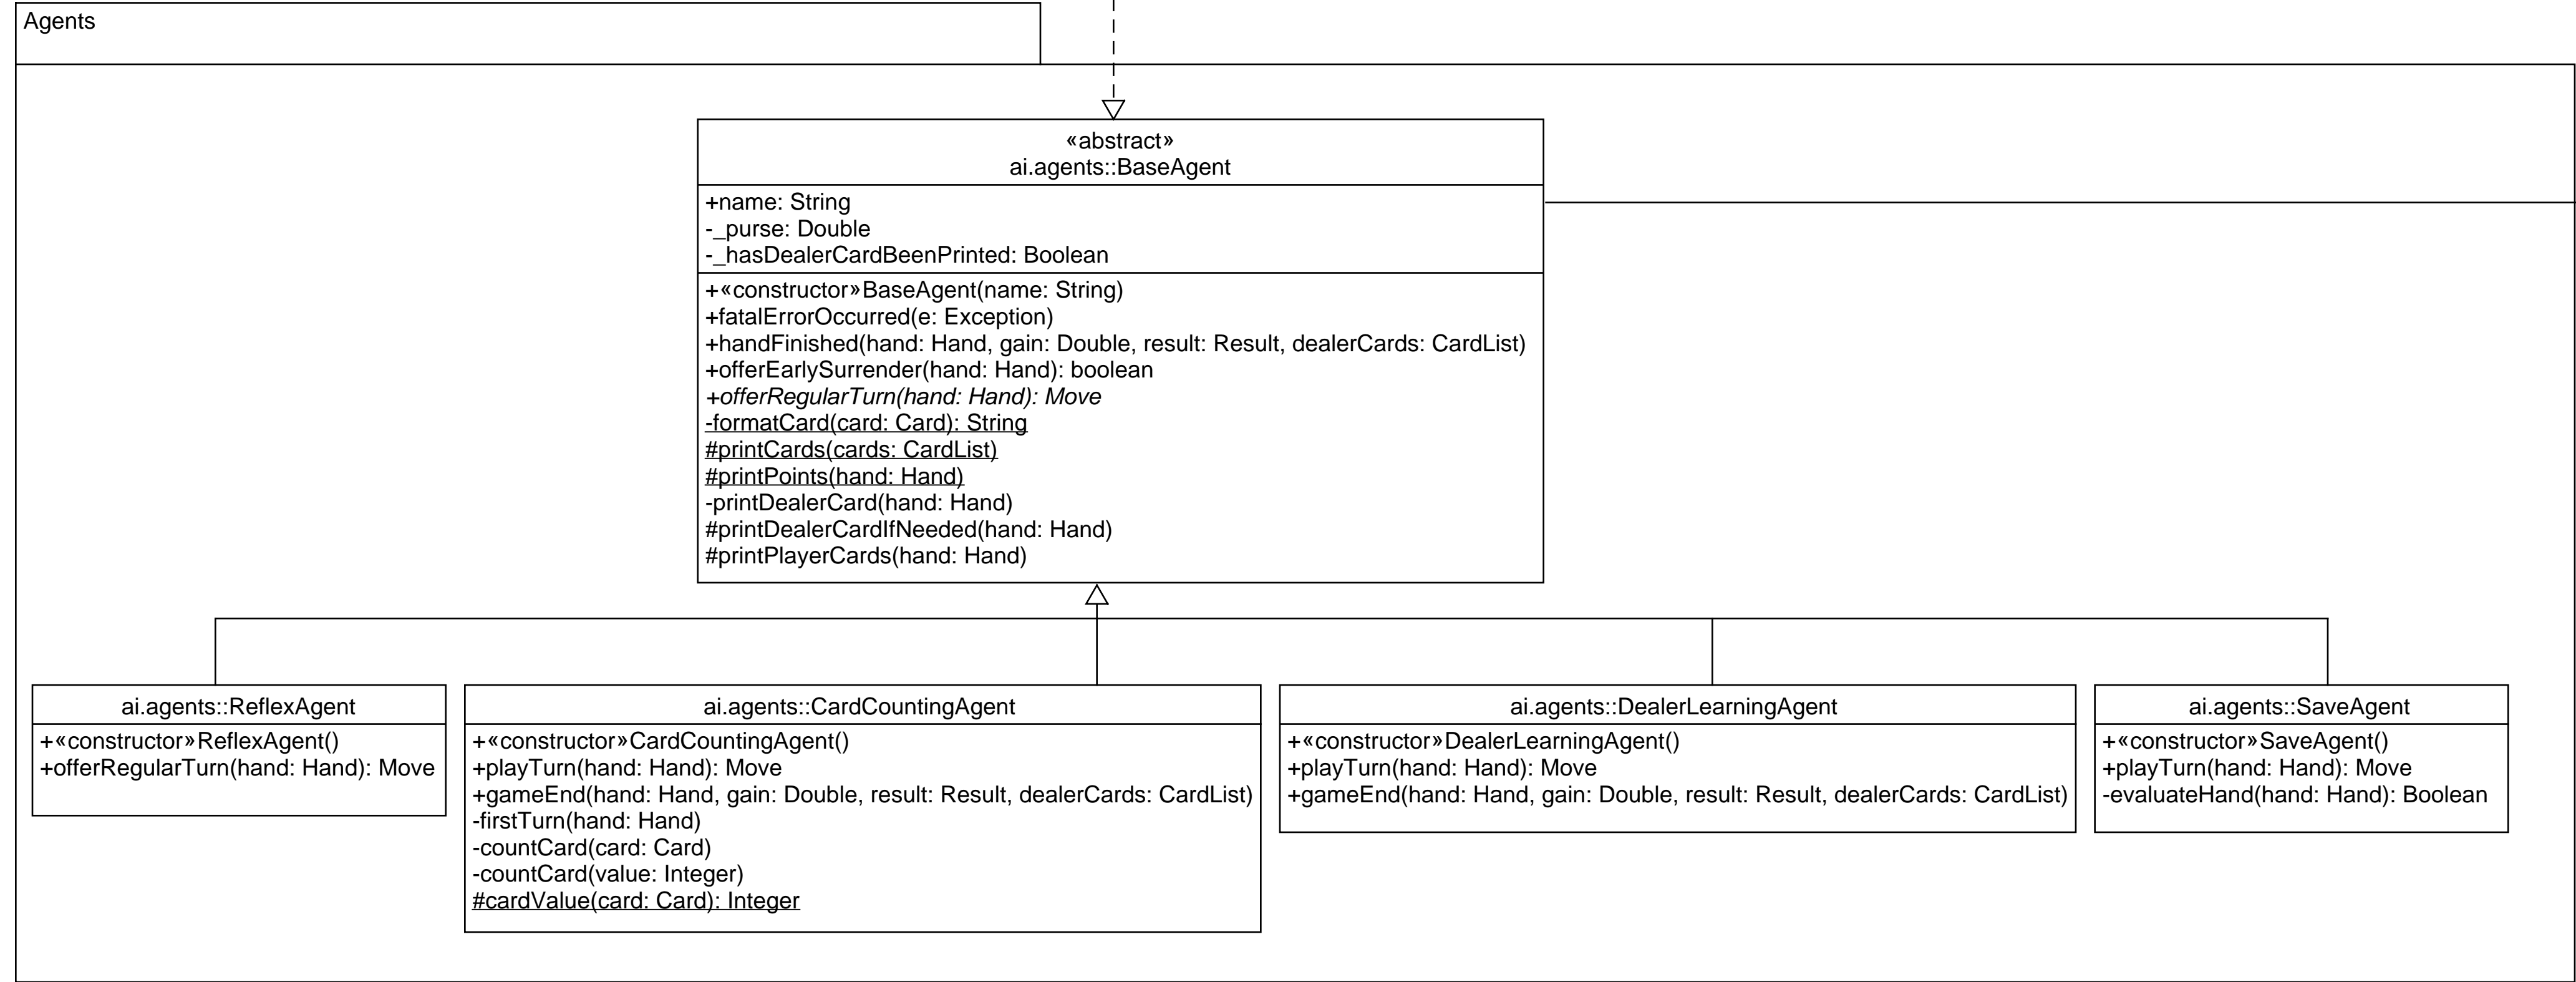 Agents
«abstract»
ai.agents::BaseAgent
+name: String
-_purse: Double
-_hasDealerCardBeenPrinted: Boolean
+«constructor»BaseAgent(name: String)
+fatalErrorOccurred(e: Exception)
+handFinished(hand: Hand, gain: Double, result: Result, dealerCards: CardList)
+offerEarlySurrender(hand: Hand): boolean
+offerRegularTurn(hand: Hand): Move
-formatCard(card: Card): String
#printCards(cards: CardList)
#printPoints(hand: Hand)
-printDealerCard(hand: Hand)
#printDealerCardIfNeeded(hand: Hand)
#printPlayerCards(hand: Hand)
ai.agents::ReflexAgent
+«constructor»ReflexAgent()
+offerRegularTurn(hand: Hand): Move
ai.agents::CardCountingAgent
+«constructor»CardCountingAgent()
+playTurn(hand: Hand): Move
+gameEnd(hand: Hand, gain: Double, result: Result, dealerCards: CardList)
-firstTurn(hand: Hand)
-countCard(card: Card)
-countCard(value: Integer)
#cardValue(card: Card): Integer
ai.agents::DealerLearningAgent
+«constructor»DealerLearningAgent()
+playTurn(hand: Hand): Move
+gameEnd(hand: Hand, gain: Double, result: Result, dealerCards: CardList)
ai.agents::SaveAgent
+«constructor»SaveAgent()
+playTurn(hand: Hand): Move
-evaluateHand(hand: Hand): Boolean